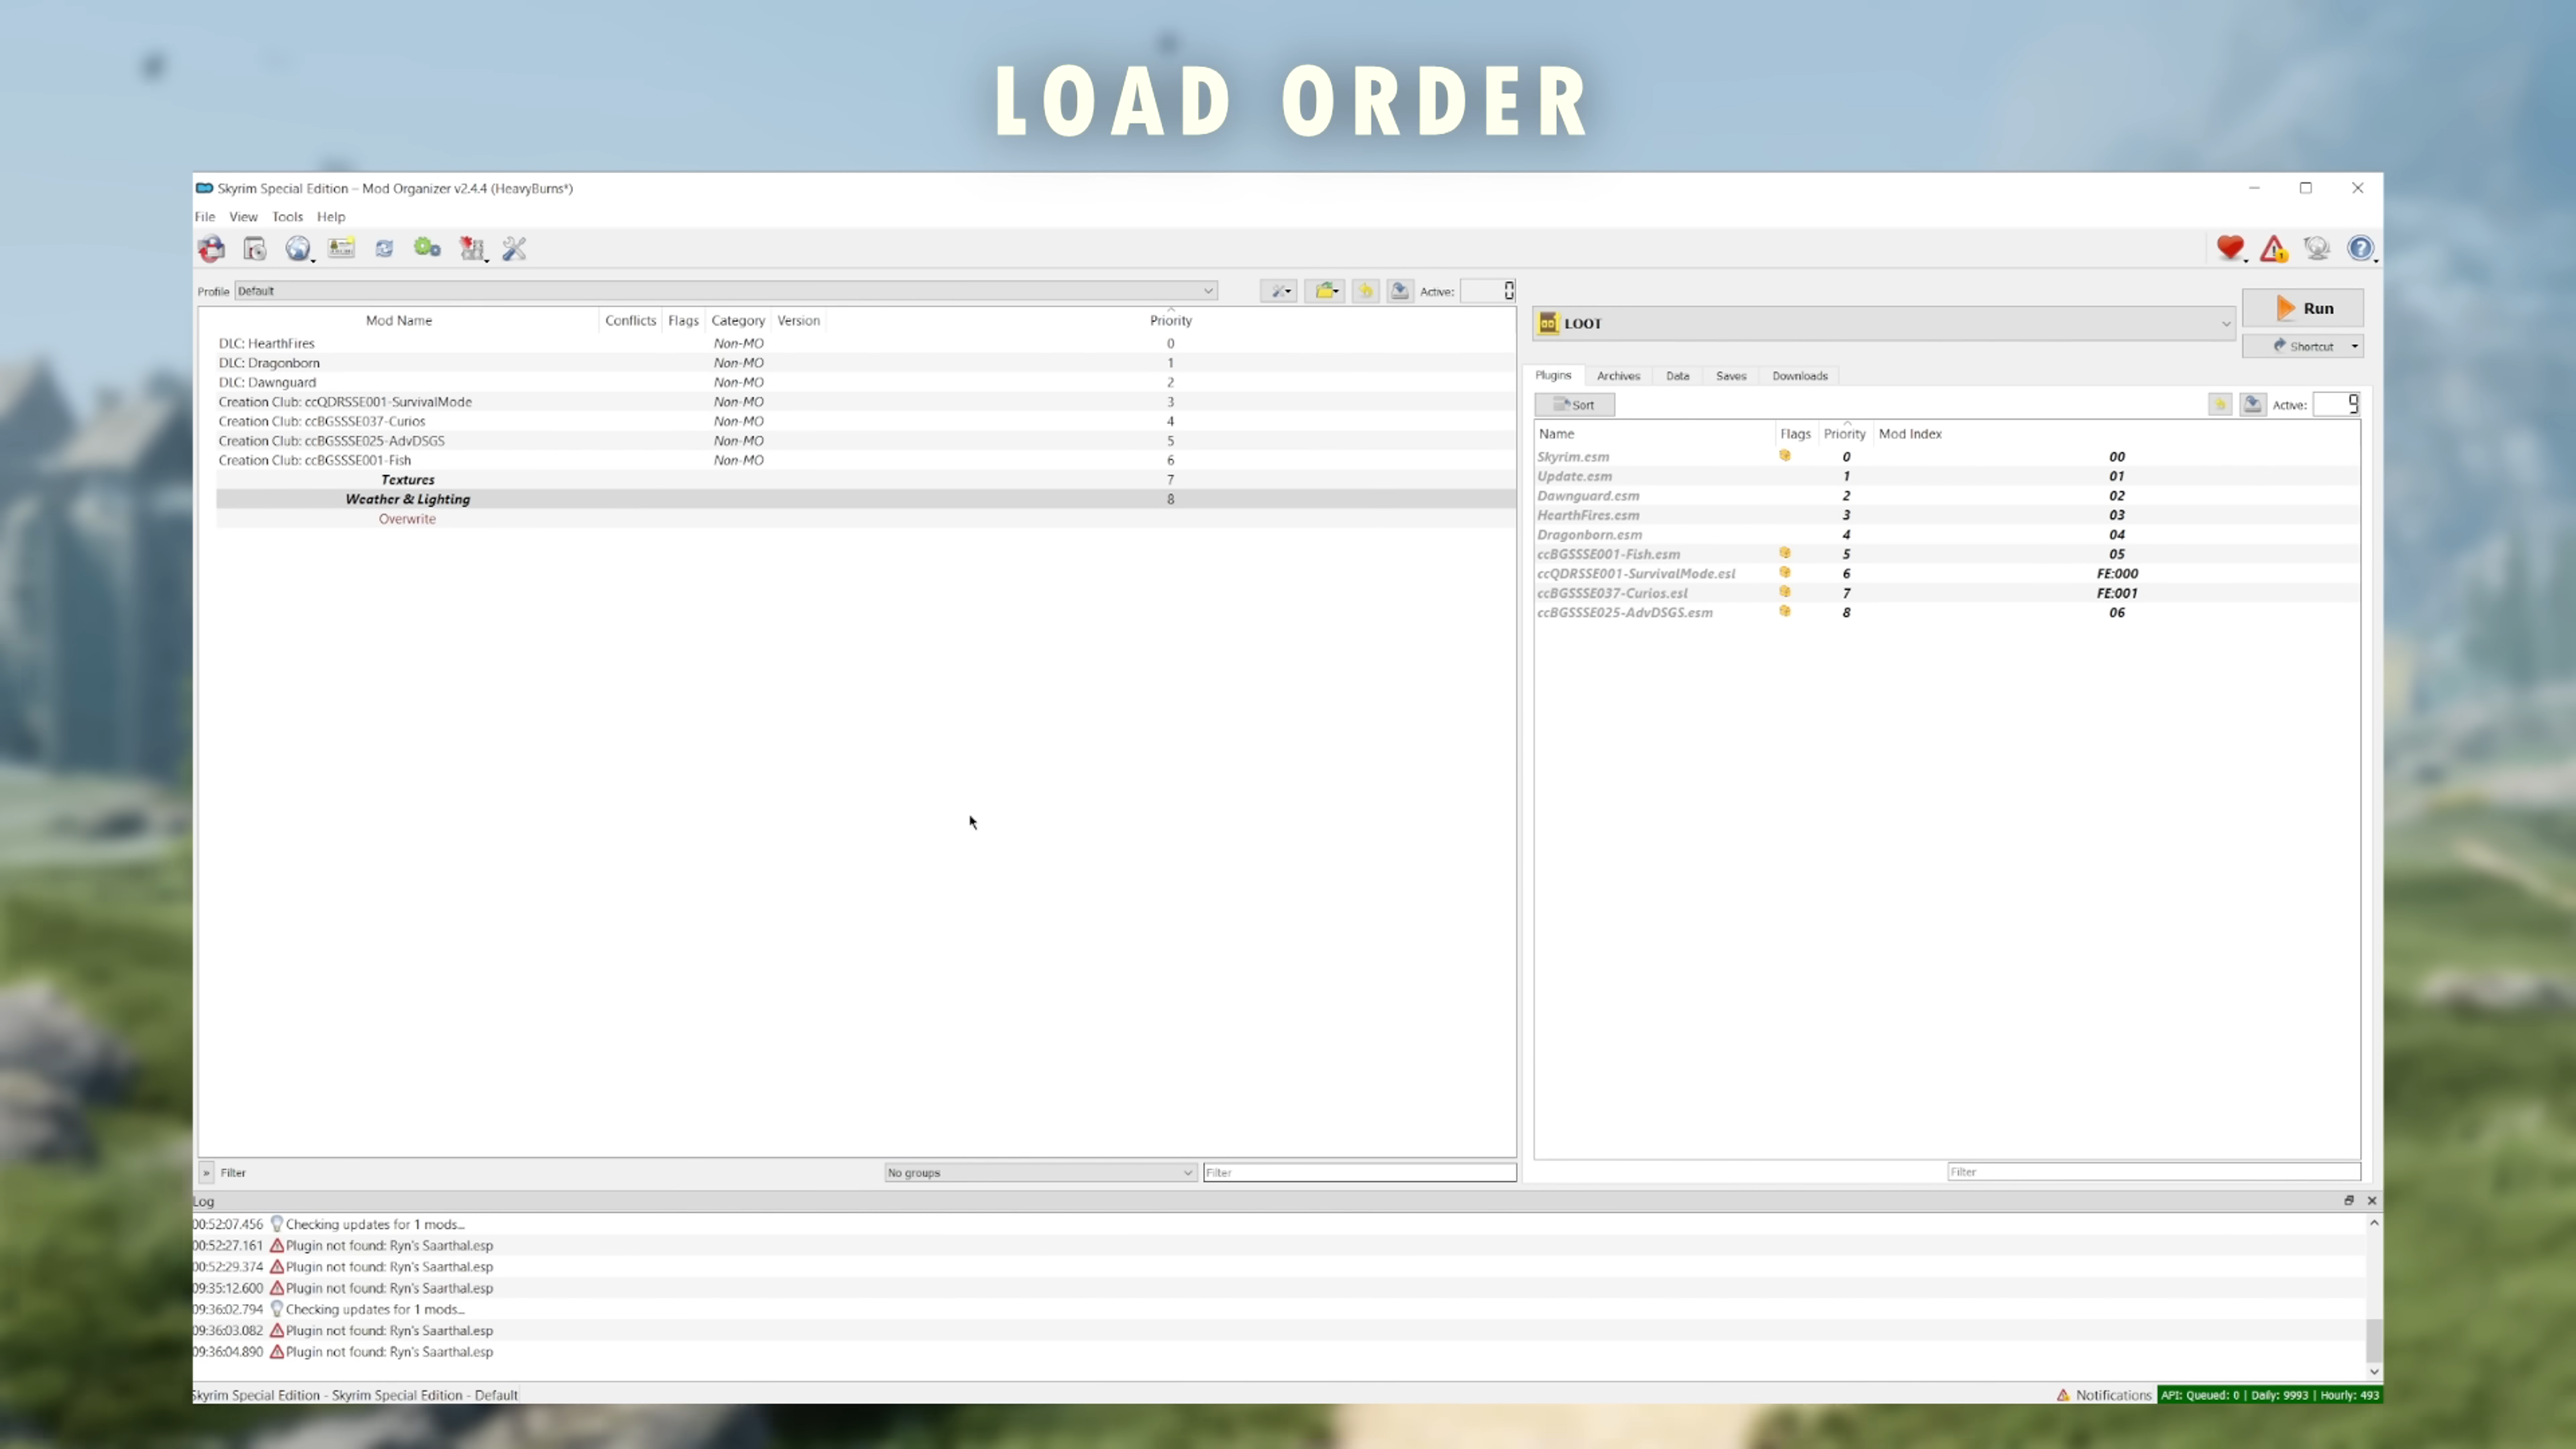 LOAD ORDER
Skyrim Special Edition – Mod Organizer v2.4.4 (HeavyBurns*)
File View Tools Help
Profile Default Active: 0
Mod Name Conflicts Flags Category Version Priority
DLC: HearthFires Non-MO 0
DLC: Dragonborn Non-MO 1
DLC: Dawnguard Non-MO 2
Creation Club: ccQDRSSE001-SurvivalMode Non-MO 3
Creation Club: ccBGSSSE037-Curios Non-MO 4
Creation Club: ccBGSSSE025-AdvDSGS Non-MO 5
Creation Club: ccBGSSSE001-Fish Non-MO 6
Textures 7
Weather & Lighting 8
Overwrite
» Filter No groups Filter
LOOT
Run
Shortcut
Plugins Archives Data Saves Downloads
Sort Active: 9
Name Flags Priority Mod Index
Skyrim.esm 0 00
Update.esm 1 01
Dawnguard.esm 2 02
HearthFires.esm 3 03
Dragonborn.esm 4 04
ccBGSSSE001-Fish.esm 5 05
ccQDRSSE001-SurvivalMode.esl 6 FE:000
ccBGSSSE037-Curios.esl 7 FE:001
ccBGSSSE025-AdvDSGS.esm 8 06
Filter
Log
00:52:07.456 Checking updates for 1 mods...
00:52:27.161 Plugin not found: Ryn's Saarthal.esp
00:52:29.374 Plugin not found: Ryn's Saarthal.esp
09:35:12.600 Plugin not found: Ryn's Saarthal.esp
09:36:02.794 Checking updates for 1 mods...
09:36:03.082 Plugin not found: Ryn's Saarthal.esp
09:36:04.890 Plugin not found: Ryn's Saarthal.esp
Skyrim Special Edition - Skyrim Special Edition - Default
Notifications API: Queued: 0 | Daily: 9993 | Hourly: 493